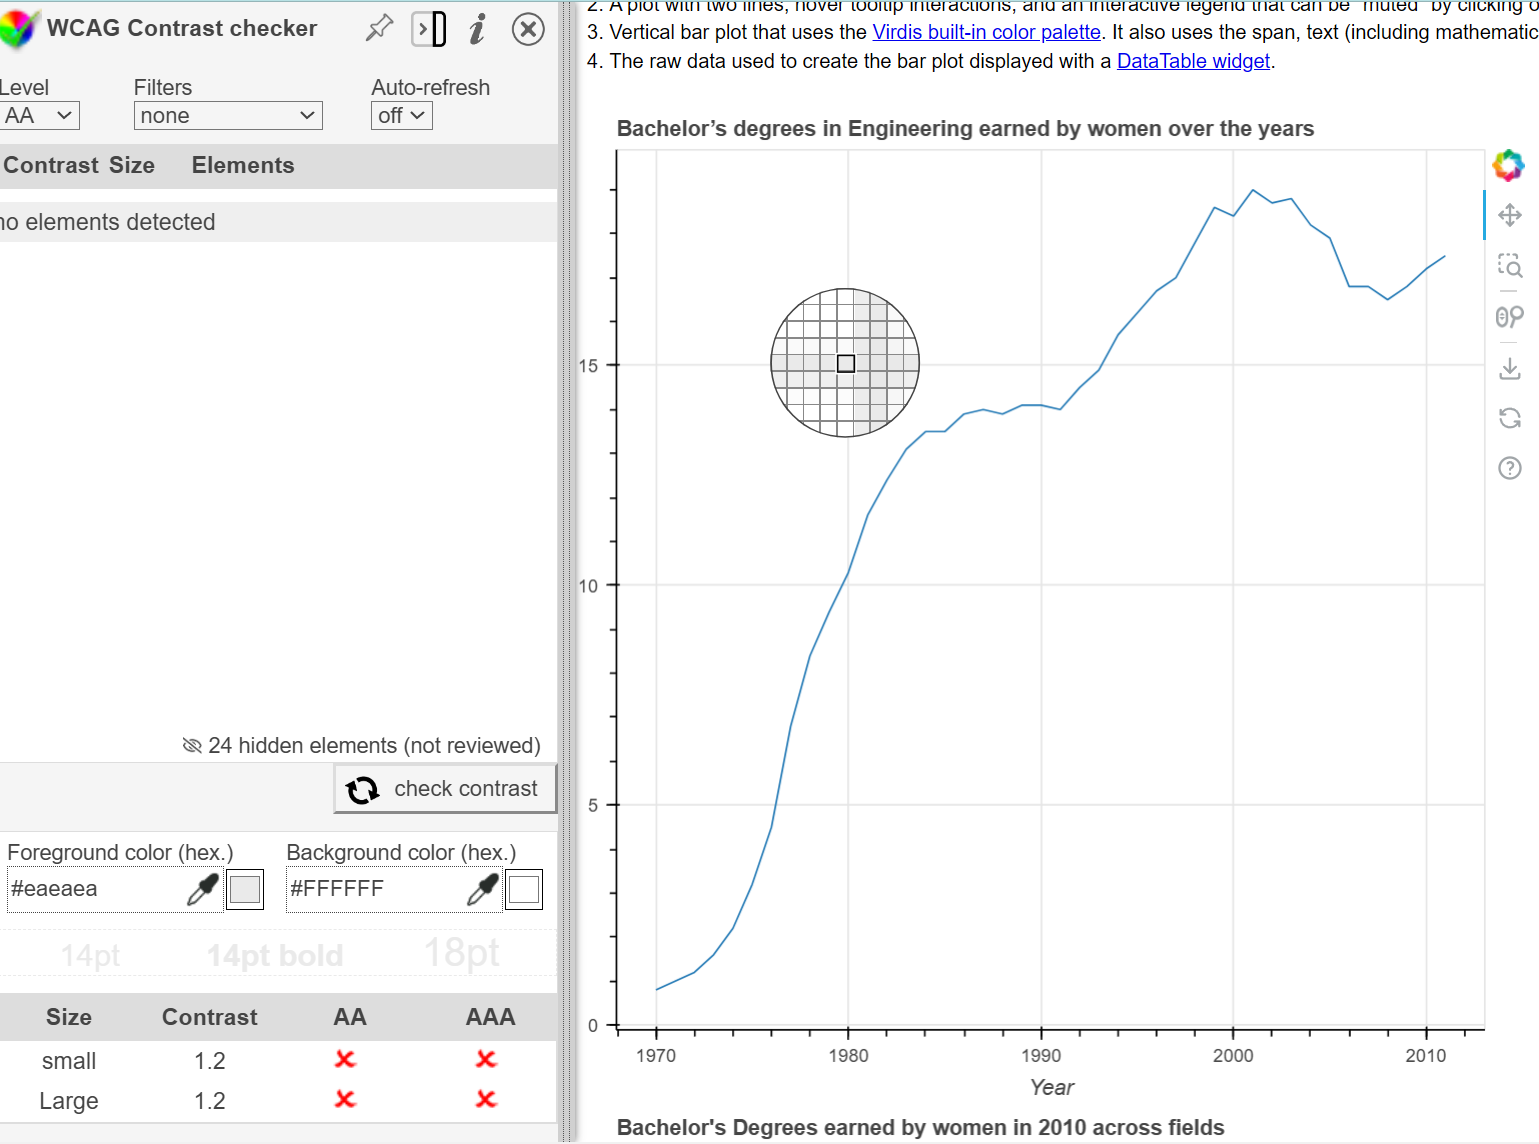 WCAG Contrast checker
Level Filters Auto-refresh
AA none off
Contrast Size Elements
no elements detected
24 hidden elements (not reviewed)
check contrast
Foreground color (hex.) Background color (hex.)
#eaeaea #FFFFFF
14pt 14pt bold 18pt
Size Contrast AA AAA
small 1.2
Large 1.2
2. A plot with two lines, hover tooltip interactions, and an interactive legend that can be "muted" by clicking o
3. Vertical bar plot that uses the Virdis built-in color palette. It also uses the span, text (including mathematic
4. The raw data used to create the bar plot displayed with a DataTable widget.
Bachelor’s degrees in Engineering earned by women over the years
15
10
5
0
1970 1980 1990 2000 2010
Year
Bachelor's Degrees earned by women in 2010 across fields